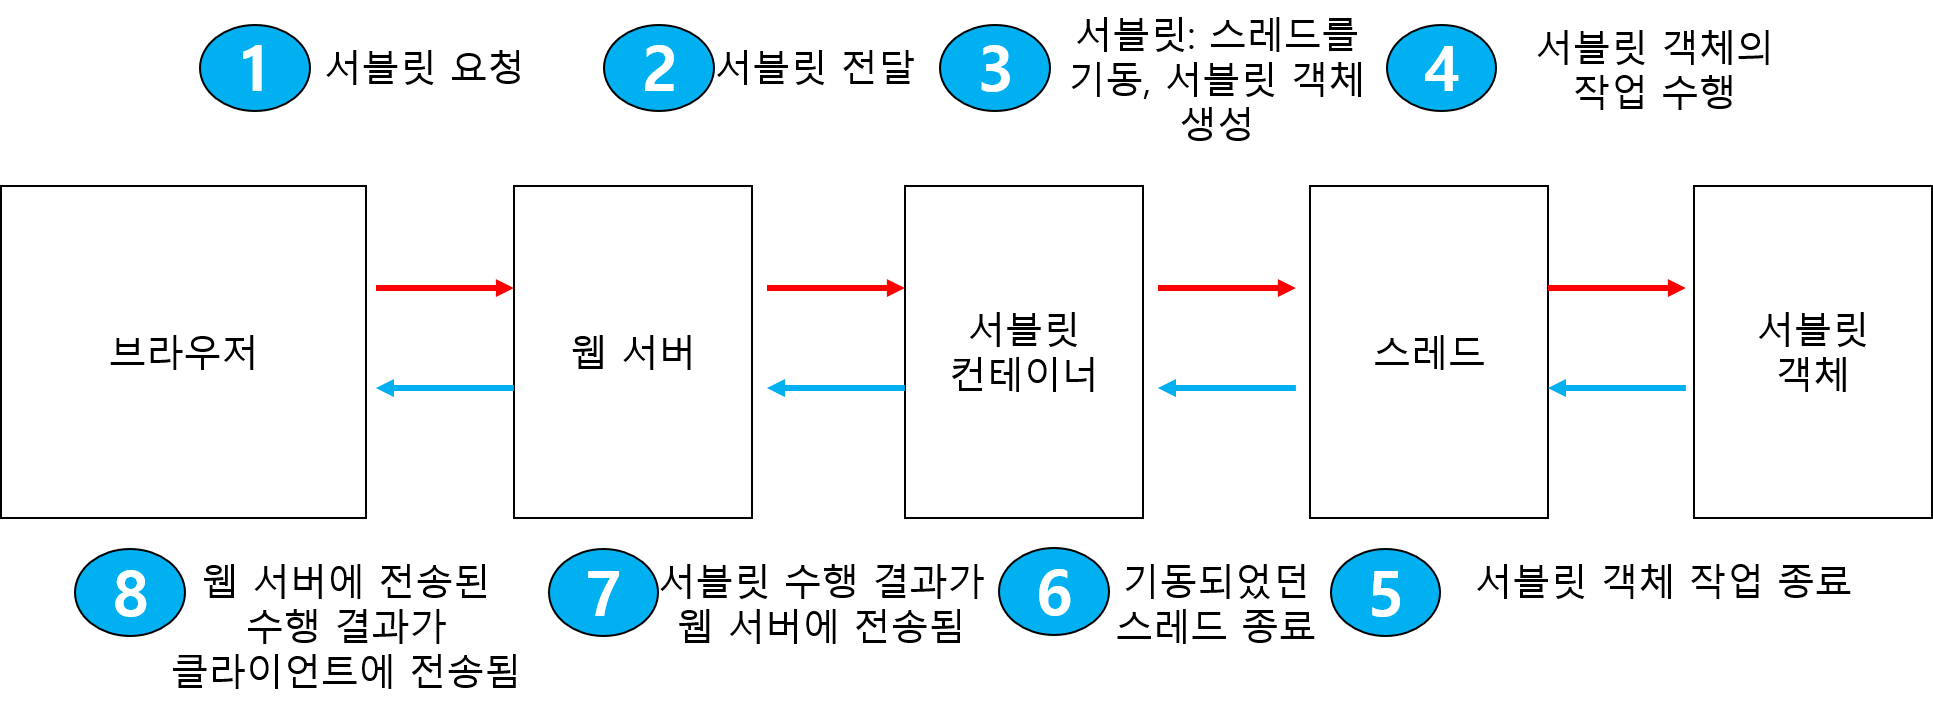 1
서블릿 요청
2
서블릿 전달
3
서블릿: 스레드를
기동, 서블릿 객체
생성
4
서블릿 객체의
작업 수행
브라우저
웹 서버
서블릿
컨테이너
스레드
서블릿
객체
8
웹 서버에 전송된
수행 결과가
클라이언트에 전송됨
7
서블릿 수행 결과가
웹 서버에 전송됨
6
기동되었던
스레드 종료
5
서블릿 객체 작업 종료